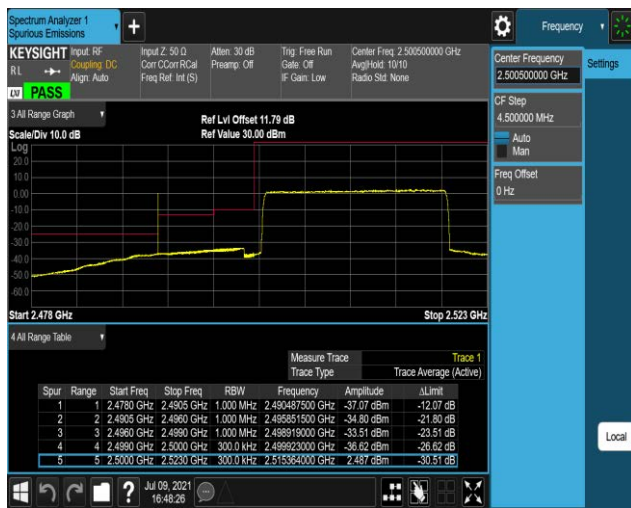 Spectrum Analyzer 1
Spurious Emissions
+
Frequency
KEYSIGHT Input: RF Input Z: 50 Ω Atten: 30 dB Trig: Free Run Center Freq: 2.500500000 GHz
RL Coupling: DC Corr CCorr RCal Preamp: Off Gate: Off Avg|Hold: 10/10
Align: Auto Freq Ref: Int (S) IF Gain: Low Radio Std: None
LXI PASS
Center Frequency
2.500500000 GHz
Settings
CF Step
4.500000 MHz
Auto
Man
Freq Offset
0 Hz
3 All Range Graph
Ref Lvl Offset 11.79 dB
Scale/Div 10.0 dB Ref Value 30.00 dBm
Log
20.0
10.0
0.00
-10.0
-20.0
-30.0
-40.0
-50.0
-60.0
Start 2.478 GHz Stop 2.523 GHz
4 All Range Table
Measure Trace Trace 1
Trace Type Trace Average (Active)
Spur Range Start Freq Stop Freq RBW Frequency Amplitude ΔLimit
1 1 2.4780 GHz 2.4905 GHz 1.000 MHz 2.490487500 GHz -37.07 dBm -12.07 dB
2 2 2.4905 GHz 2.4960 GHz 1.000 MHz 2.495851500 GHz -34.80 dBm -21.80 dB
3 3 2.4960 GHz 2.4990 GHz 1.000 MHz 2.498919000 GHz -33.51 dBm -23.51 dB
4 4 2.4990 GHz 2.5000 GHz 300.0 kHz 2.499923000 GHz -36.62 dBm -26.62 dB
5 5 2.5000 GHz 2.5230 GHz 300.0 kHz 2.515364000 GHz 2.487 dBm -30.51 dB
Local
? Jul 09, 2021
16:48:26